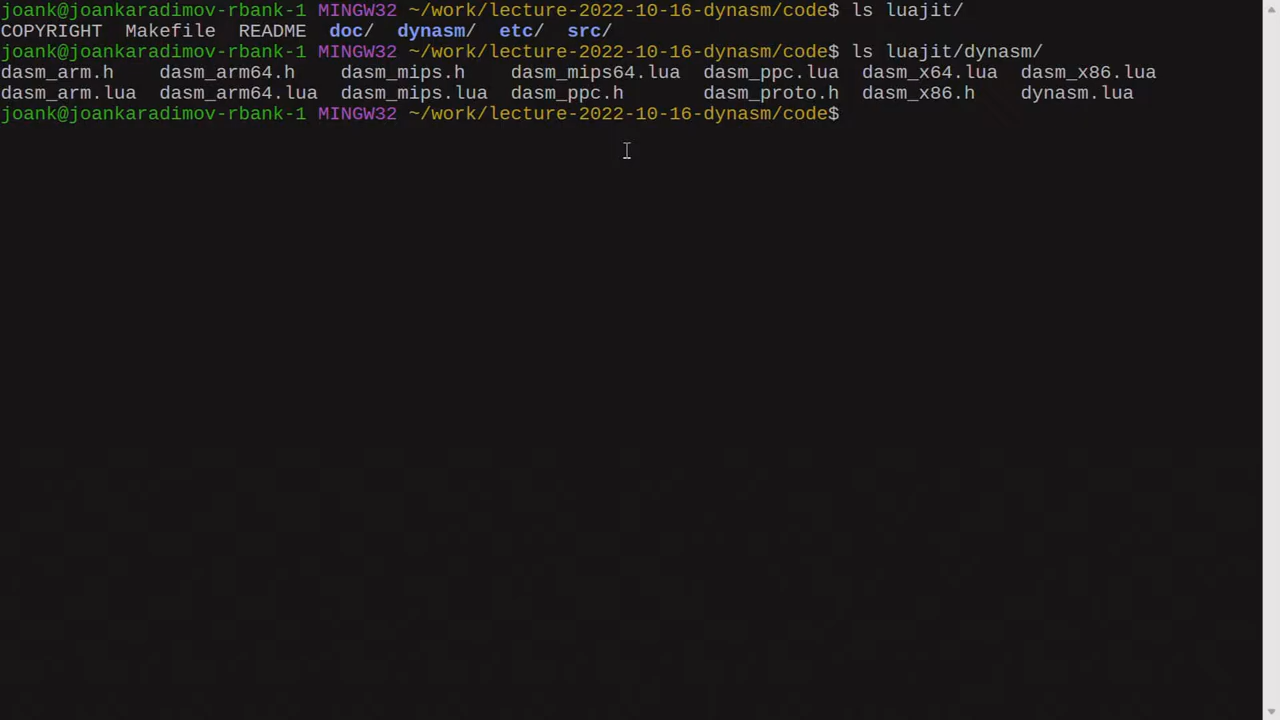 joank@joankaradimov-rbank-1 MINGW32 ~/work/lecture-2022-10-16-dynasm/code$ ls luajit/
COPYRIGHT  Makefile  README  doc/  dynasm/  etc/  src/
joank@joankaradimov-rbank-1 MINGW32 ~/work/lecture-2022-10-16-dynasm/code$ ls luajit/dynasm/
dasm_arm.h    dasm_arm64.h    dasm_mips.h    dasm_mips64.lua  dasm_ppc.lua  dasm_x64.lua  dasm_x86.lua
dasm_arm.lua  dasm_arm64.lua  dasm_mips.lua  dasm_ppc.h       dasm_proto.h  dasm_x86.h    dynasm.lua
joank@joankaradimov-rbank-1 MINGW32 ~/work/lecture-2022-10-16-dynasm/code$